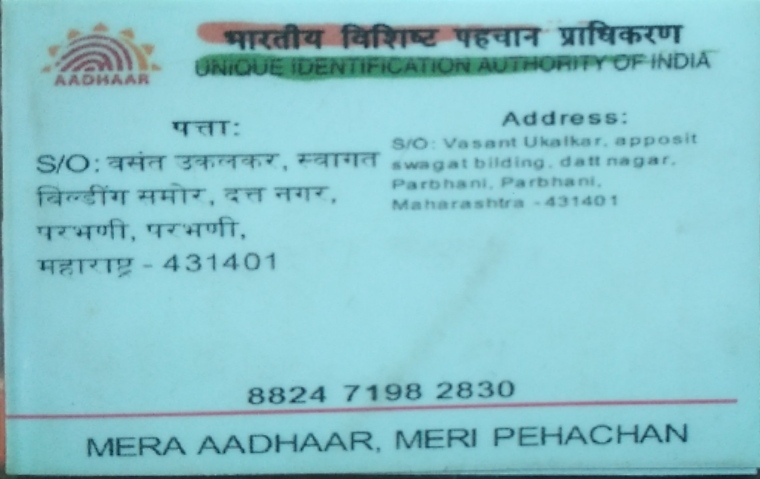 भारतीय विशिष्ट पहचान प्राधिकरण
UNIQUE IDENTIFICATION AUTHORITY OF INDIA
AADHAAR
पत्ता:
S/O: वसंत उकलकर, स्वागत
बिल्डींग समोर, दत्त नगर,
परभणी, परभणी,
महाराष्ट्र - 431401
Address:
S/O: Vasant Ukalkar, apposit
swagat bilding, datt nagar,
Parbhani, Parbhani,
Maharashtra - 431401
8824 7198 2830
MERA AADHAAR, MERI PEHACHAN